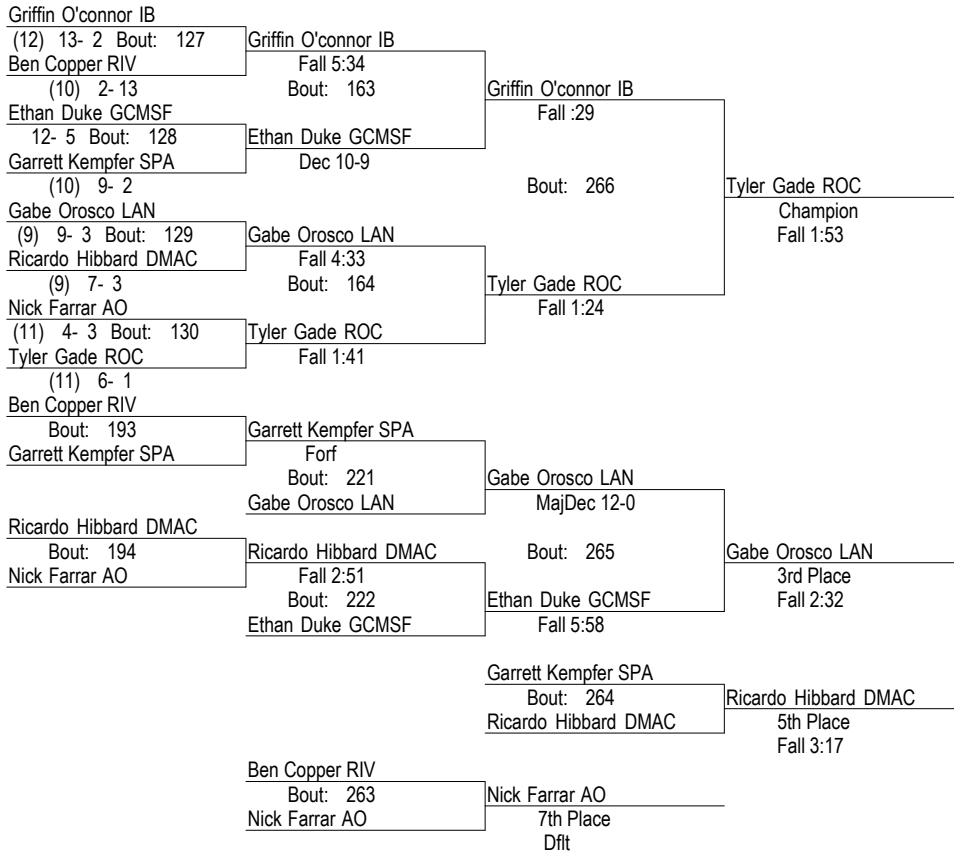 Griffin O'connor IB
(12) 13- 2 Bout: 127
Griffin O'connor IB
Ben Copper RIV
Fall 5:34
(10) 2- 13
Bout: 163
Griffin O'connor IB
Ethan Duke GCMSF
Fall :29
12- 5 Bout: 128
Ethan Duke GCMSF
Garrett Kempfer SPA
Dec 10-9
(10) 9- 2
Bout: 266
Tyler Gade ROC
Gabe Orosco LAN
Champion
(9) 9- 3 Bout: 129
Gabe Orosco LAN
Fall 1:53
Ricardo Hibbard DMAC
Fall 4:33
(9) 7- 3
Bout: 164
Tyler Gade ROC
Nick Farrar AO
Fall 1:24
(11) 4- 3 Bout: 130
Tyler Gade ROC
Tyler Gade ROC
Fall 1:41
(11) 6- 1
Ben Copper RIV
Bout: 193
Garrett Kempfer SPA
Garrett Kempfer SPA
Forf
Bout: 221
Gabe Orosco LAN
Gabe Orosco LAN
MajDec 12-0
Ricardo Hibbard DMAC
Bout: 194
Ricardo Hibbard DMAC
Bout: 265
Gabe Orosco LAN
Nick Farrar AO
Fall 2:51
3rd Place
Bout: 222
Ethan Duke GCMSF
Fall 2:32
Ethan Duke GCMSF
Fall 5:58
Garrett Kempfer SPA
Bout: 264
Ricardo Hibbard DMAC
Ricardo Hibbard DMAC
5th Place
Fall 3:17
Ben Copper RIV
Bout: 263
Nick Farrar AO
Nick Farrar AO
7th Place
Dflt